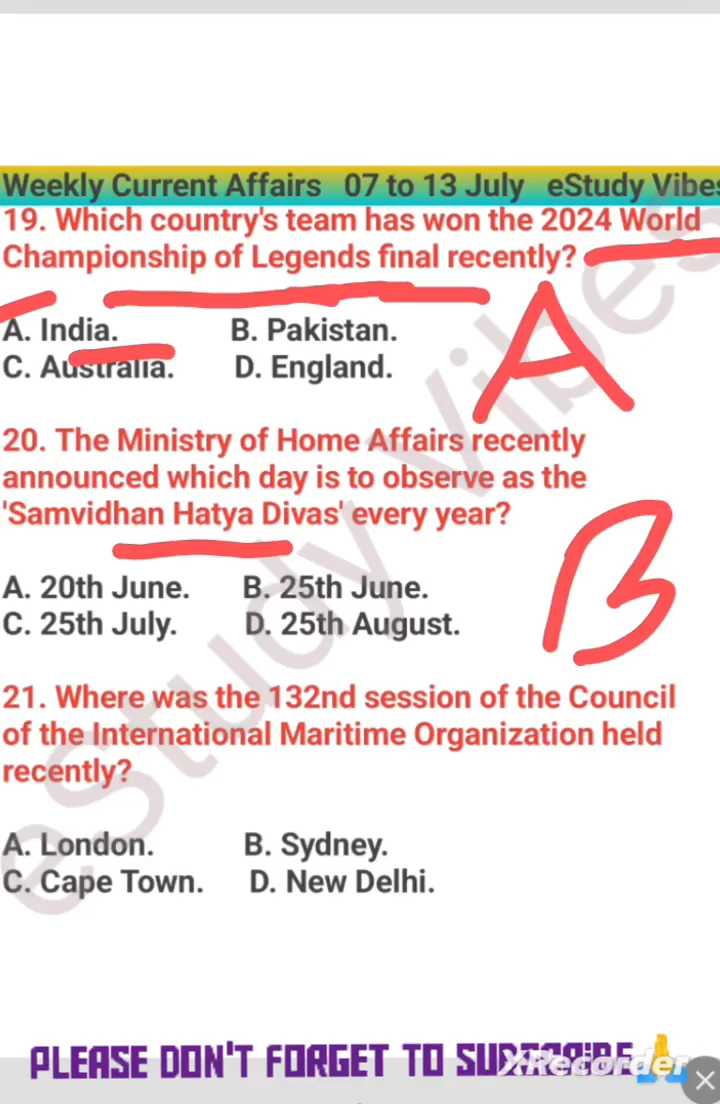 Weekly Current Affairs 07 to 13 July eStudy Vibes
19. Which country's team has won the 2024 World
Championship of Legends final recently?
A. India. B. Pakistan.
C. Australia. D. England.
A
20. The Ministry of Home Affairs recently
announced which day is to observe as the
'Samvidhan Hatya Divas' every year?
A. 20th June. B. 25th June.
C. 25th July. D. 25th August.
B
21. Where was the 132nd session of the Council
of the International Maritime Organization held
recently?
A. London. B. Sydney.
C. Cape Town. D. New Delhi.
eStudy Vibes
PLEASE DON'T FORGET TO SUBSCRIBE
XRecorder